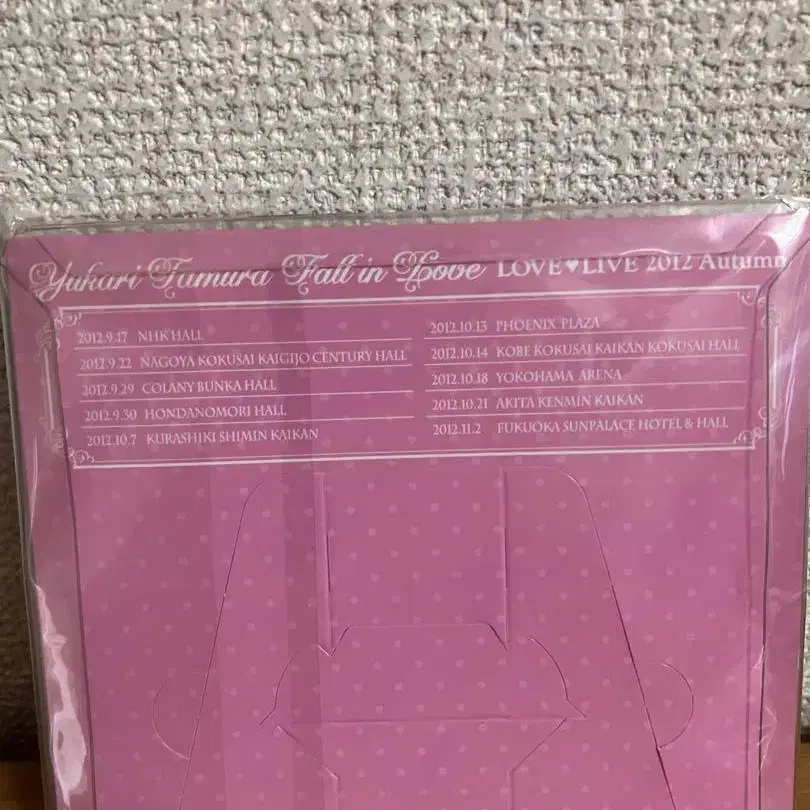 Yukari Tamura Fall in Love LOVE♥LIVE 2012 Autumn
2012.9.17 NHK HALL
2012.9.22 NAGOYA KOKUSAI KAIGIJO CENTURY HALL
2012.9.29 COLANY BUNKA HALL
2012.9.30 HONDANOMORI HALL
2012.10.7 KURASHIKI SHIMIN KAIKAN
2012.10.13 PHOENIX PLAZA
2012.10.14 KOBE KOKUSAI KAIKAN KOKUSAI HALL
2012.10.18 YOKOHAMA ARENA
2012.10.21 AKITA KENMIN KAIKAN
2012.11.2 FUKUOKA SUNPALACE HOTEL & HALL